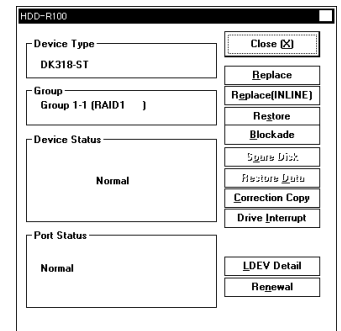 HDD-R100
Device Type
DK318-ST
Group
Group 1-1 (RAID1 )
Device Status
Normal
Port Status
Normal
Close (X)
Replace
Replace(INLINE)
Restore
Blockade
Spare Disk
Restore Data
Correction Copy
Drive Interrupt
LDEV Detail
Renewal